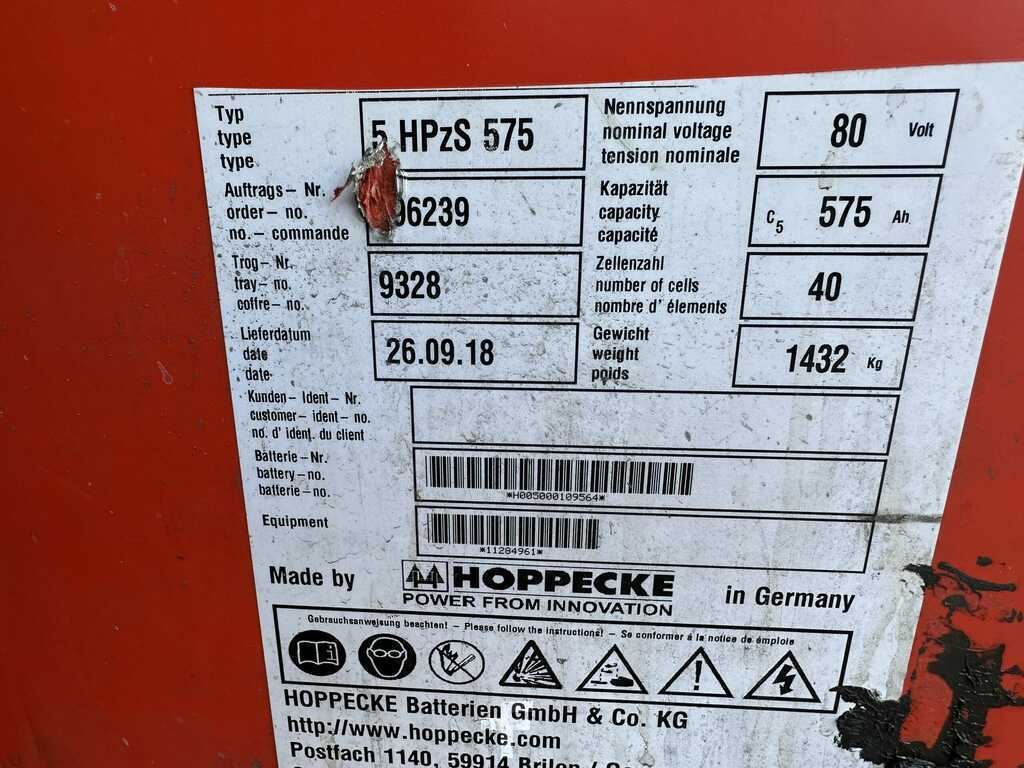 Typ
type
type
5 HPzS 575
Auftrags - Nr.
order - no.
no. - commande
96239
Trog - Nr.
tray - no.
coffre - no.
9328
Lieferdatum
date
date
26.09.18
Nennspannung
nominal voltage
tension nominale
80 Volt
Kapazität
capacity
capacité
C5 575 Ah
Zellenzahl
number of cells
nombre d' éléments
40
Gewicht
weight
poids
1432 Kg
Kunden - Ident - Nr.
customer - ident - no.
no. d' ident. du client
Batterie - Nr.
battery - no.
batterie - no.
*H005000109564*
Equipment
*11284961*
Made by HOPPECKE in Germany
POWER FROM INNOVATION
Gebrauchsanweisung beachten! - Please follow the instructions! - Se conformer à la notice de émploie
HOPPECKE Batterien GmbH & Co. KG
http://www.hoppecke.com
Postfach 1140, 59914 Brilon /